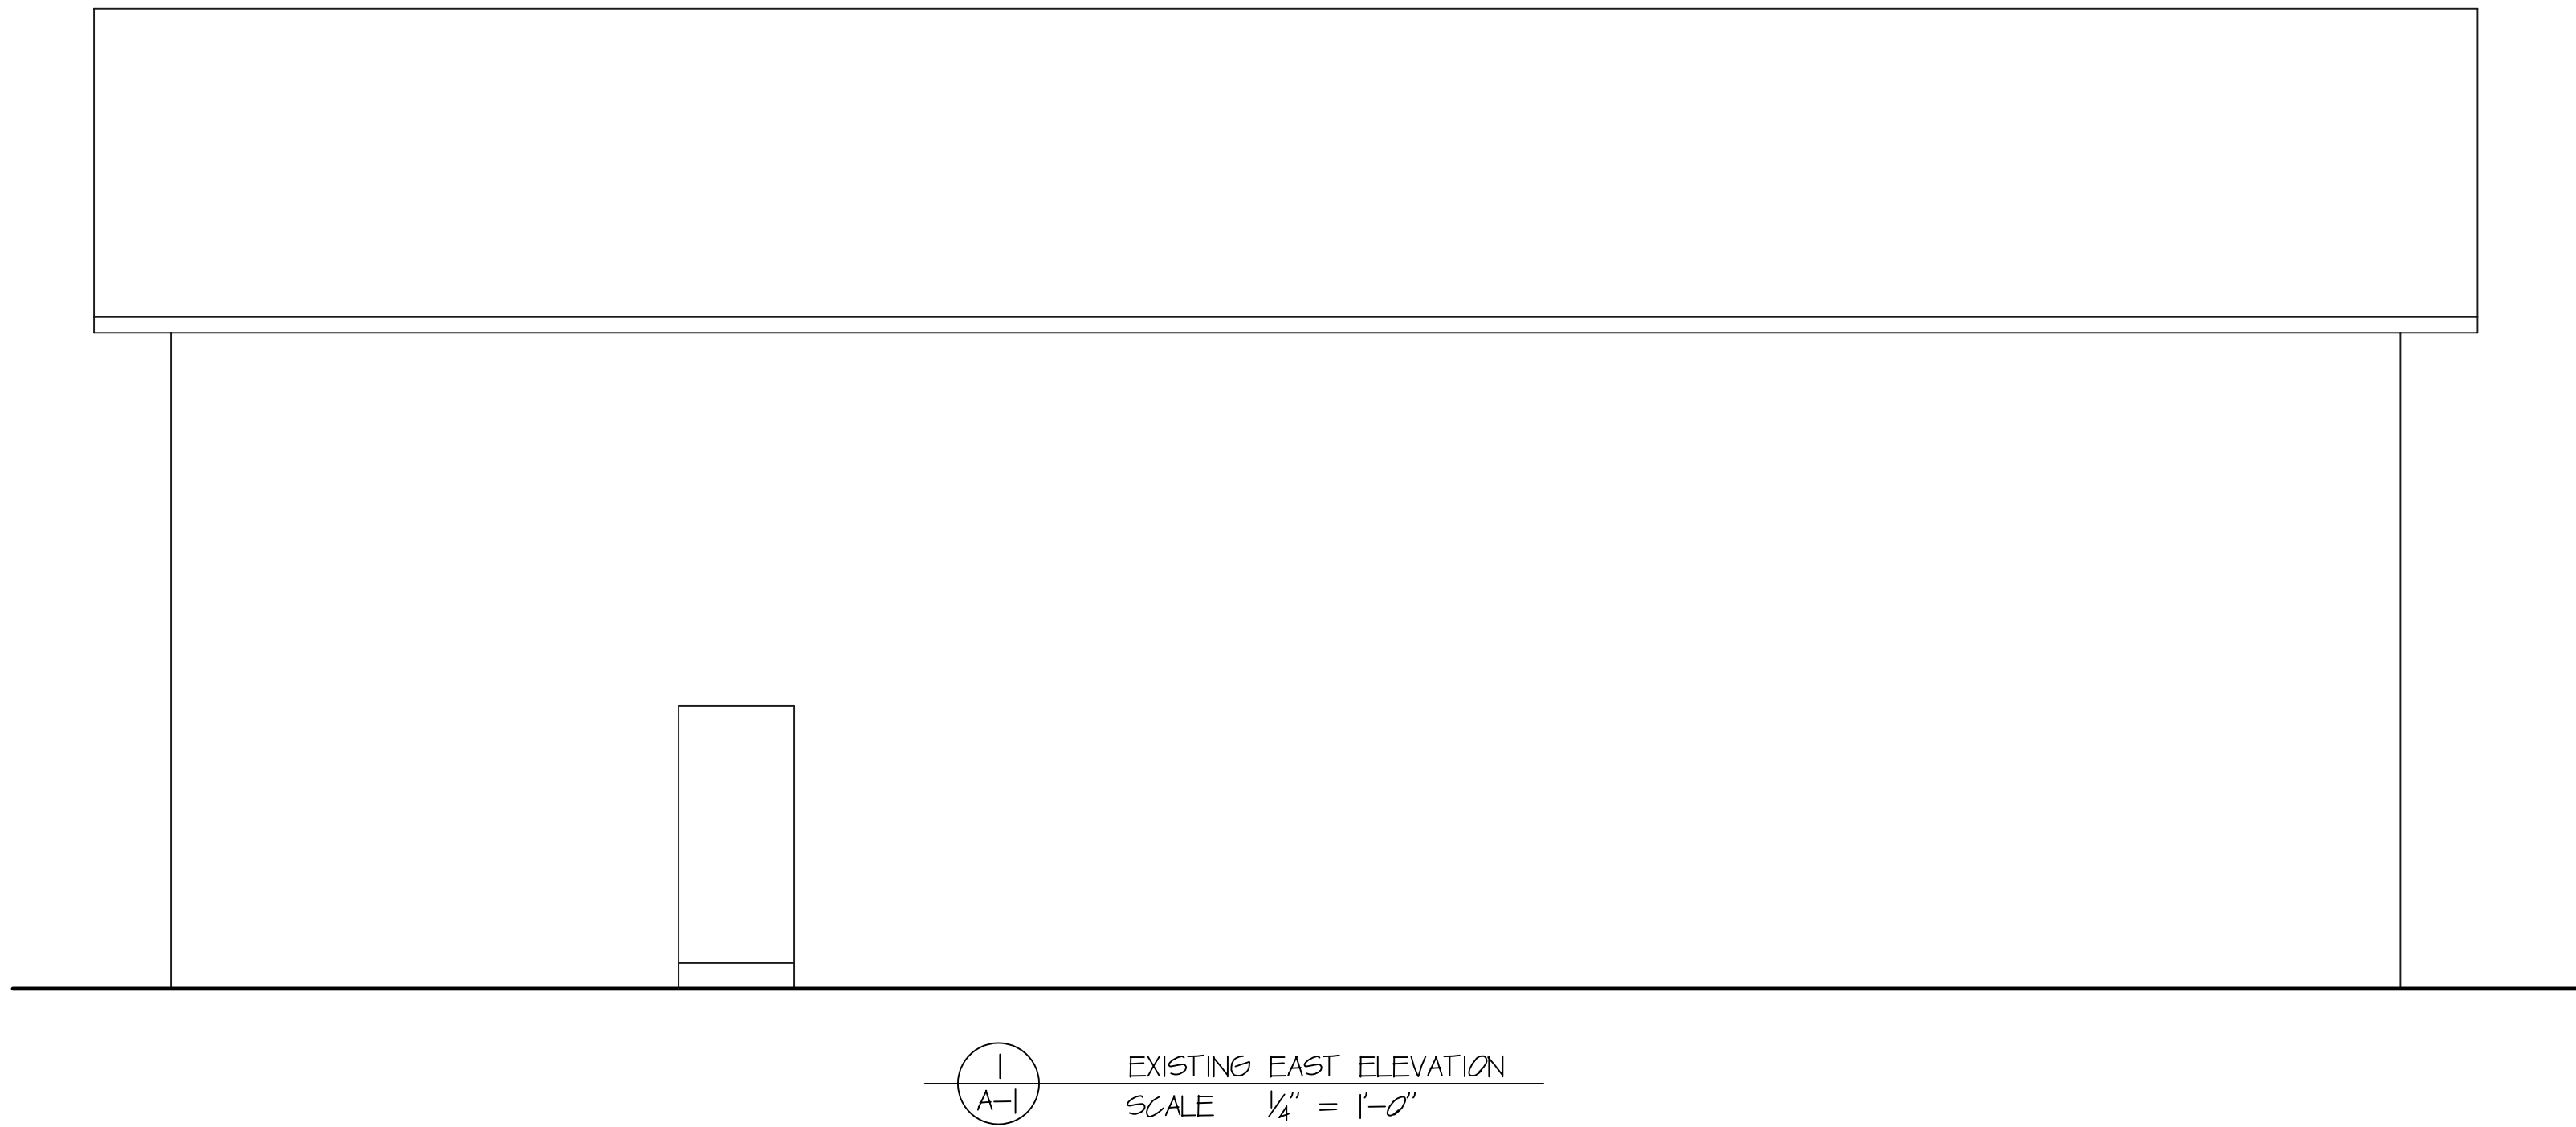 1
EXISTING EAST ELEVATION
A-1
SCALE 1/4" = 1'-0"